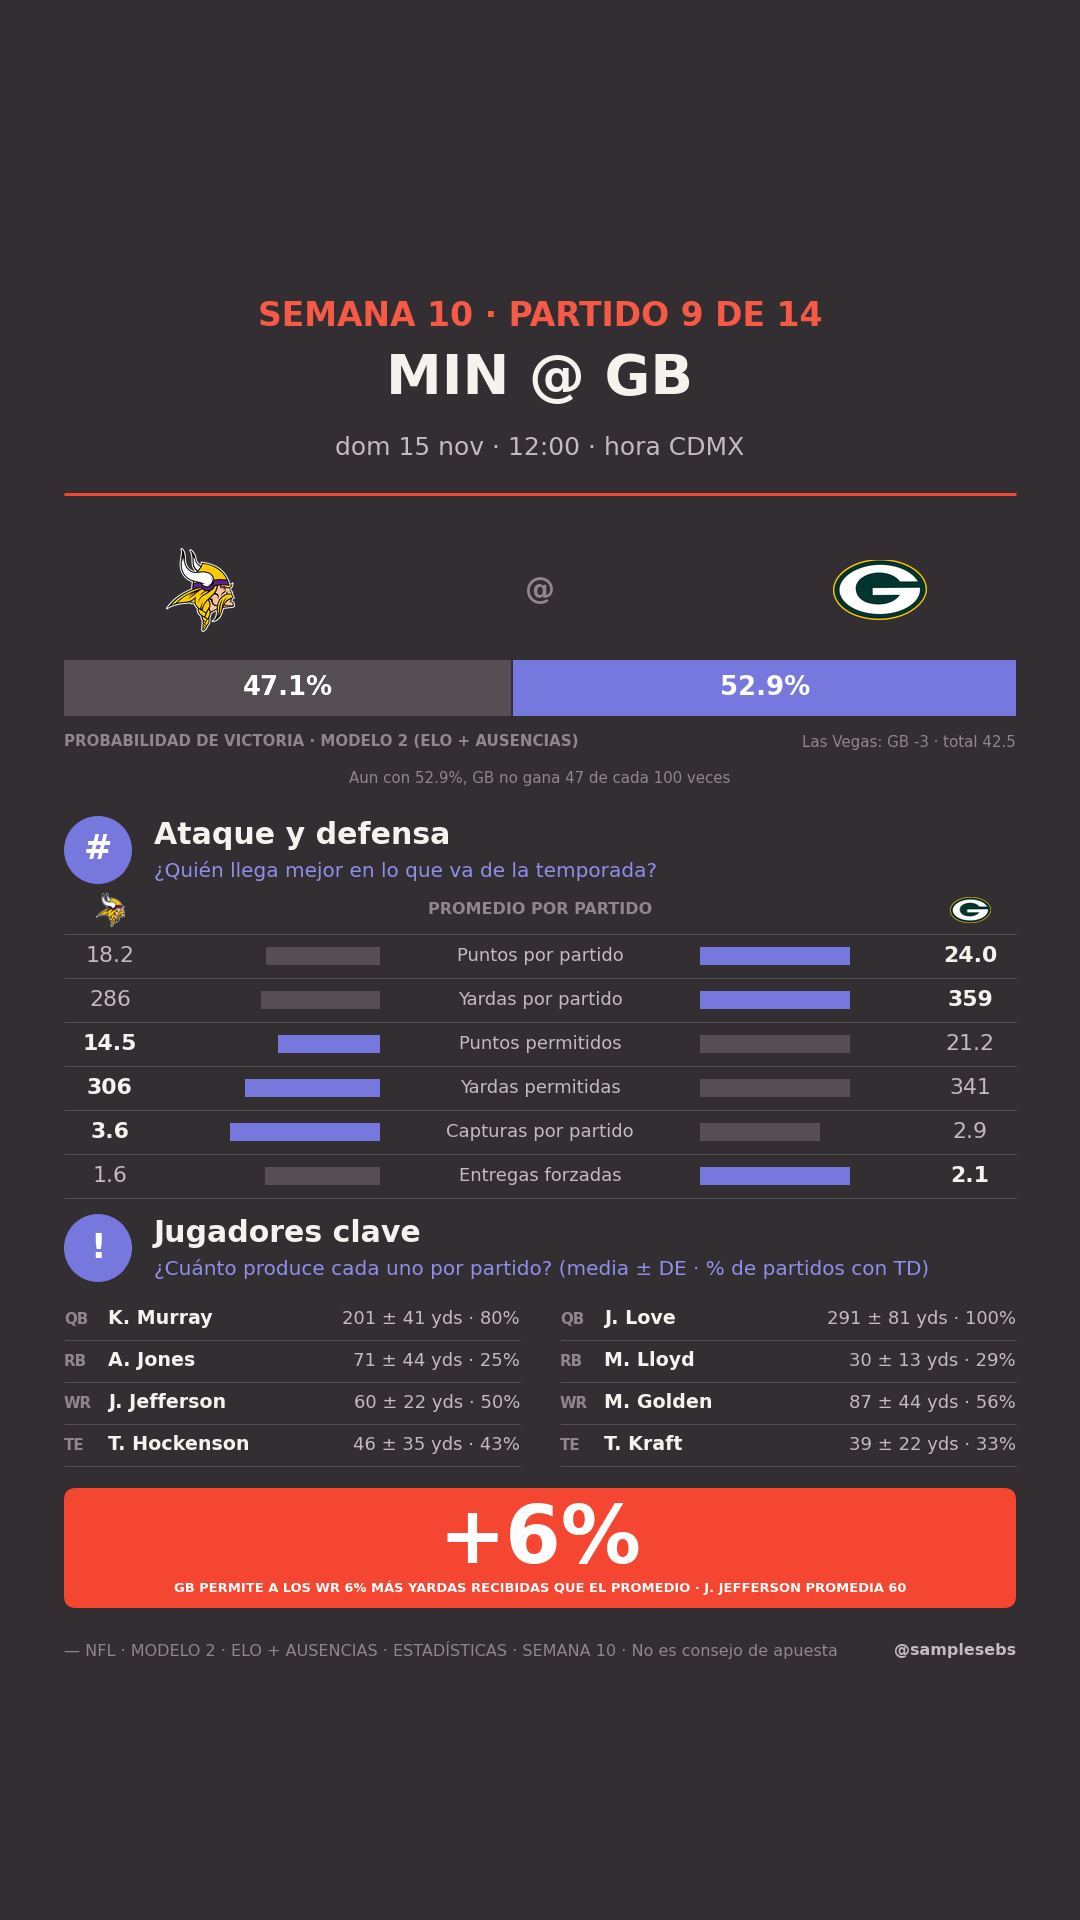 SEMANA 10 · PARTIDO 9 DE 14
MIN @ GB
dom 15 nov · 12:00 · hora CDMX
@
G
47.1% 52.9%
PROBABILIDAD DE VICTORIA · MODELO 2 (ELO + AUSENCIAS) Las Vegas: GB -3 · total 42.5
Aun con 52.9%, GB no gana 47 de cada 100 veces
# Ataque y defensa
¿Quién llega mejor en lo que va de la temporada?
PROMEDIO POR PARTIDO G
18.2 Puntos por partido 24.0
286 Yardas por partido 359
14.5 Puntos permitidos 21.2
306 Yardas permitidas 341
3.6 Capturas por partido 2.9
1.6 Entregas forzadas 2.1
! Jugadores clave
¿Cuánto produce cada uno por partido? (media ± DE · % de partidos con TD)
QB K. Murray 201 ± 41 yds · 80% QB J. Love 291 ± 81 yds · 100%
RB A. Jones 71 ± 44 yds · 25% RB M. Lloyd 30 ± 13 yds · 29%
WR J. Jefferson 60 ± 22 yds · 50% WR M. Golden 87 ± 44 yds · 56%
TE T. Hockenson 46 ± 35 yds · 43% TE T. Kraft 39 ± 22 yds · 33%
+6%
GB PERMITE A LOS WR 6% MÁS YARDAS RECIBIDAS QUE EL PROMEDIO · J. JEFFERSON PROMEDIA 60
— NFL · MODELO 2 · ELO + AUSENCIAS · ESTADÍSTICAS · SEMANA 10 · No es consejo de apuesta @samplesebs